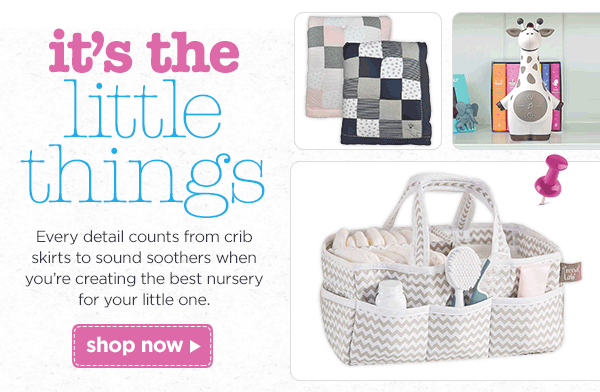 it's the
little
things
Every detail counts from crib
skirts to sound soothers when
you're creating the best nursery
for your little one.
shop now